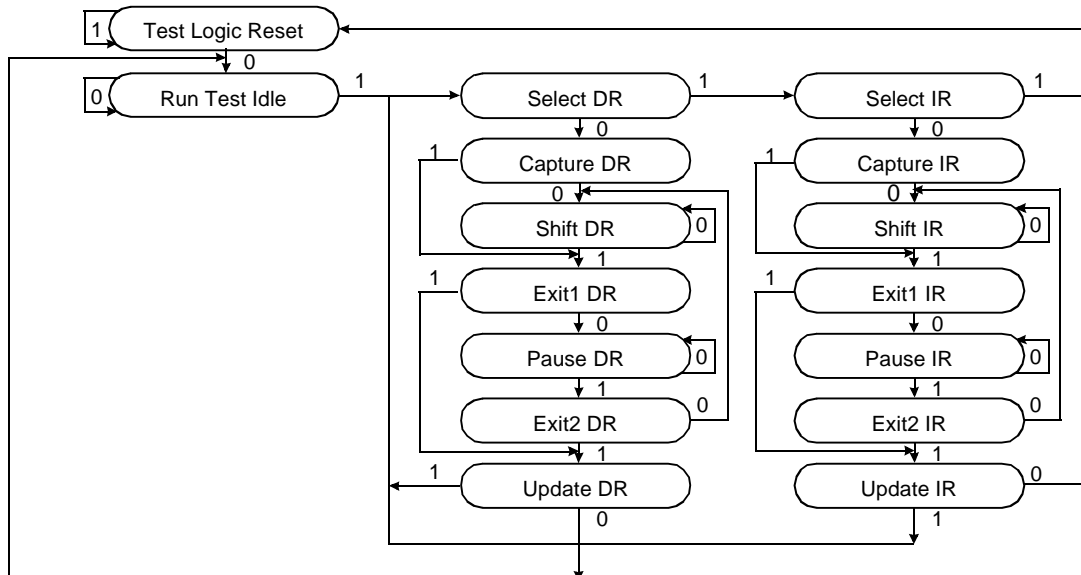 1
Test Logic Reset
0
0
Run Test Idle
1
Select DR
1
Select IR
1
0
0
1
Capture DR
1
Capture IR
0
0
Shift DR
0
Shift IR
0
1
1
1
Exit1 DR
1
Exit1 IR
0
0
Pause DR
0
Pause IR
0
1
1
Exit2 DR
0
Exit2 IR
0
1
1
1
Update DR
Update IR
0
0
1